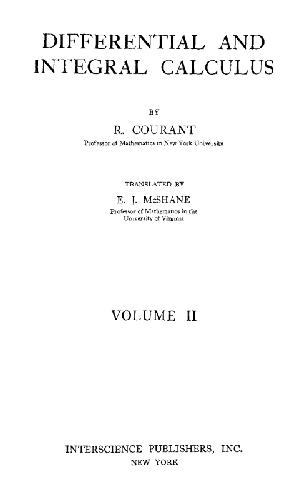 DIFFERENTIAL AND
INTEGRAL CALCULUS
BY
R. COURANT
Professor of Mathematics in New York University
TRANSLATED BY
E. J. McSHANE
Professor of Mathematics in the
University of Virginia
VOLUME II
INTERSCIENCE PUBLISHERS, INC.
NEW YORK